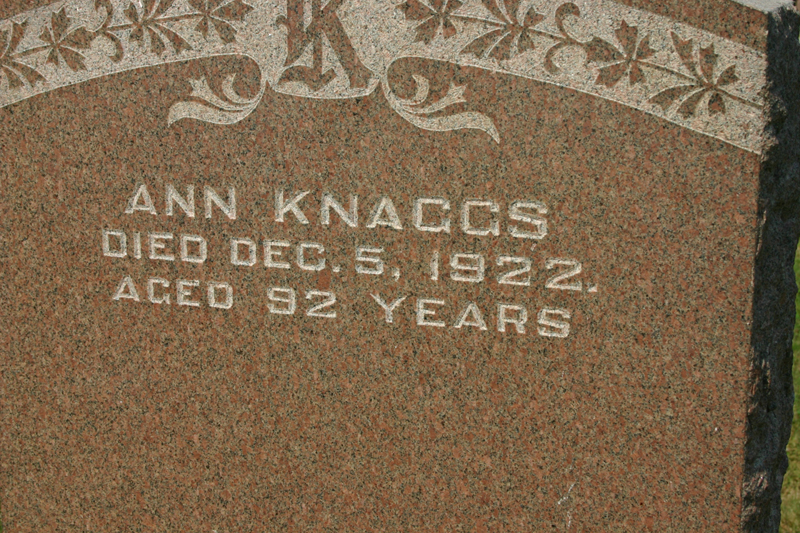 K
ANN KNAGGS
DIED DEC. 5, 1922.
AGED 92 YEARS